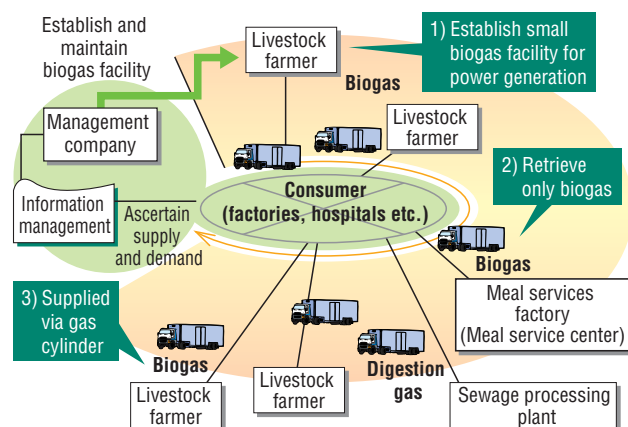 Establish and
maintain
biogas facility
Livestock
farmer
1) Establish small
biogas facility for
power generation
Biogas
Management
company
Livestock
farmer
2) Retrieve
only biogas
Consumer
(factories, hospitals etc.)
Information
management
Ascertain
supply
and demand
Biogas
3) Supplied
via gas
cylinder
Meal services
factory
(Meal service center)
Biogas
Digestion
gas
Livestock
farmer
Livestock
farmer
Sewage processing
plant